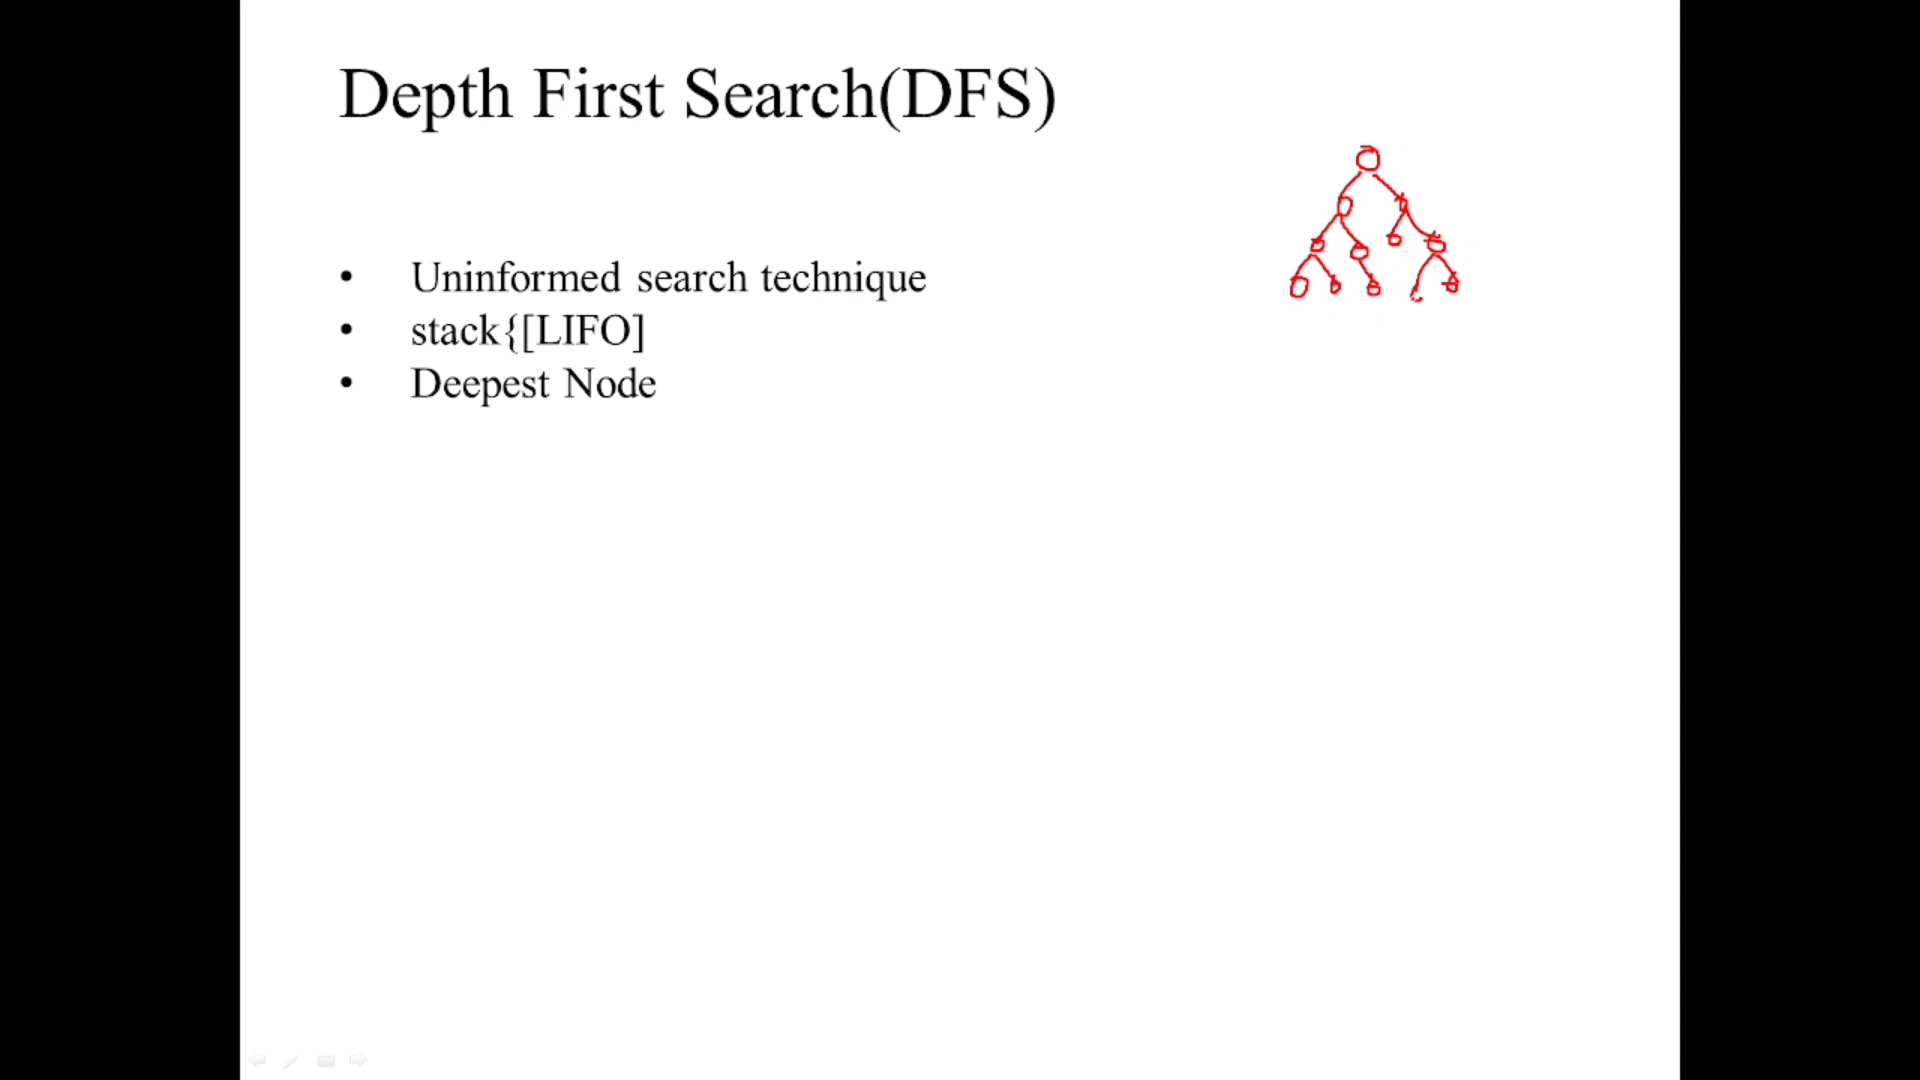 Depth First Search(DFS)
• Uninformed search technique
• stack{[LIFO]
• Deepest Node